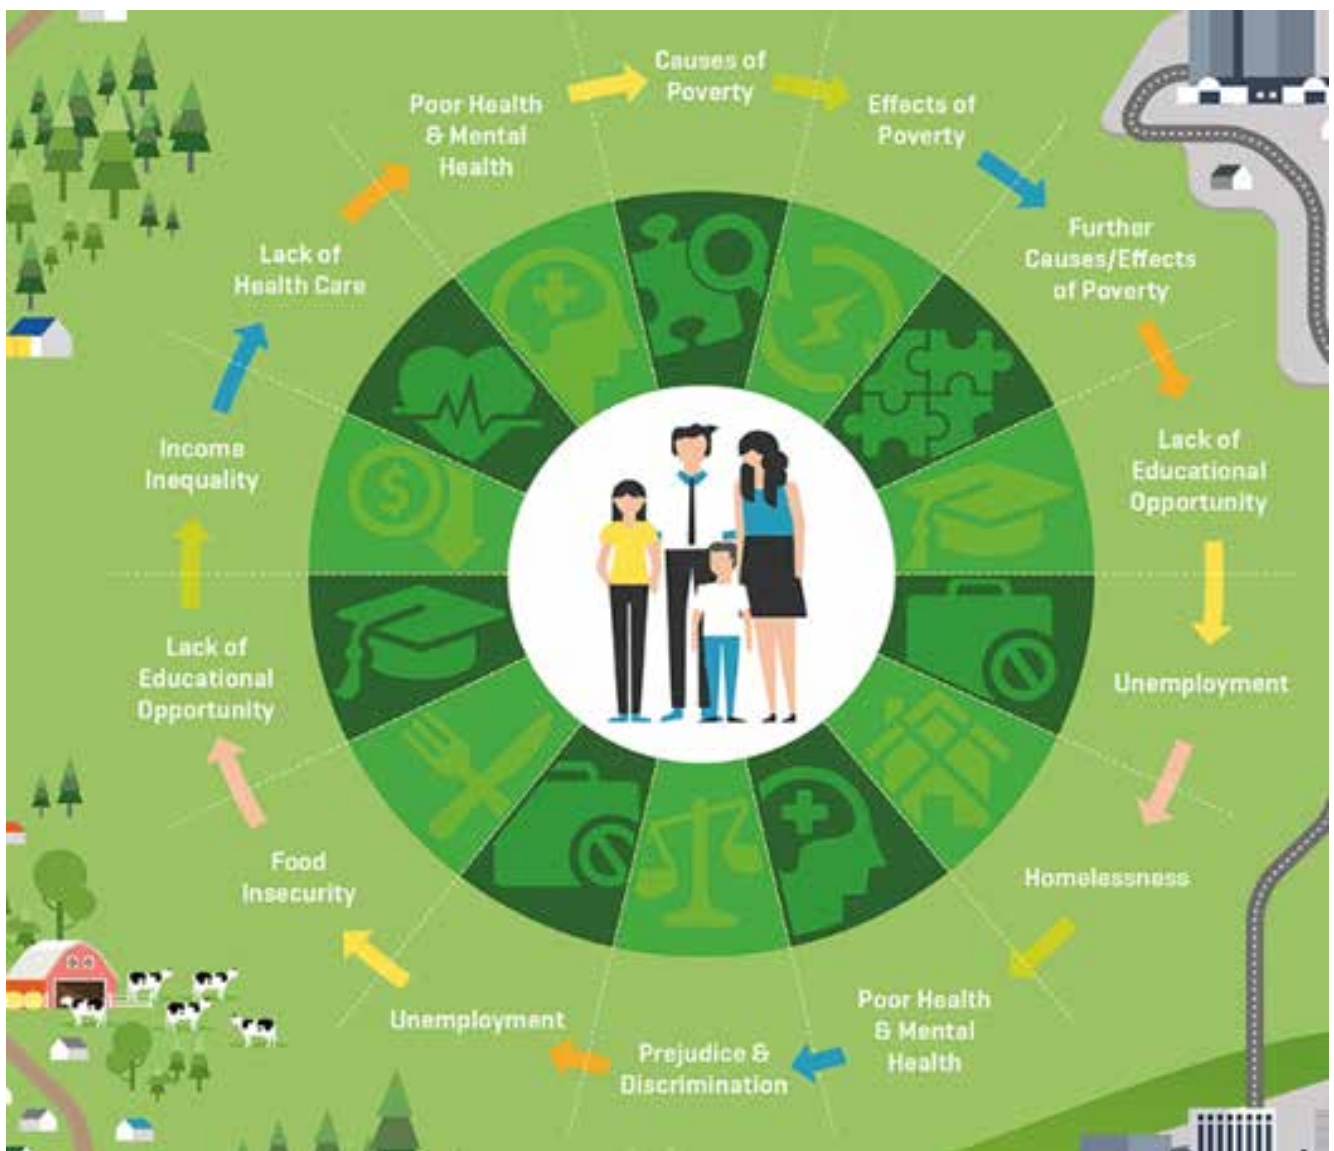 Causes of
Poverty
Effects of
Poverty
Further
Causes/Effects
of Poverty
Lack of
Educational
Opportunity
Unemployment
Homelessness
Poor Health
& Mental
Health
Prejudice &
Discrimination
Unemployment
Food
Insecurity
Lack of
Educational
Opportunity
Income
Inequality
Lack of
Health Care
Poor Health
& Mental
Health
$